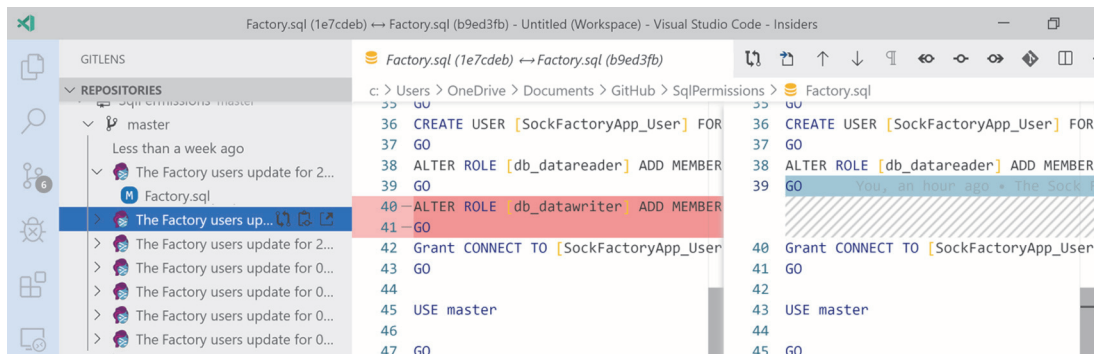 Factory.sql (1e7cdeb) ↔ Factory.sql (b9ed3fb) - Untitled (Workspace) - Visual Studio Code - Insiders
GITLENS
REPOSITORIES
SqlPermissions master
master
Less than a week ago
The Factory users update for 2...
M Factory.sql
The Factory users up...
The Factory users update for 2...
The Factory users update for 0...
The Factory users update for 0...
The Factory users update for 0...
The Factory users update for 0...
6
Factory.sql (1e7cdeb) ↔ Factory.sql (b9ed3fb)
c: > Users > OneDrive > Documents > GitHub > SqlPermissions > Factory.sql
35 GO
36 CREATE USER [SockFactoryApp_User] FOR
37 GO
38 ALTER ROLE [db_datareader] ADD MEMBER
39 GO
40 —ALTER ROLE [db_datawriter] ADD MEMBER
41 —GO
42 Grant CONNECT TO [SockFactoryApp_User
43 GO
44
45 USE master
46
47 GO
35 GO
36 CREATE USER [SockFactoryApp_User] FOR
37 GO
38 ALTER ROLE [db_datareader] ADD MEMBER
39 GO You, an hour ago • The Sock
40 Grant CONNECT TO [SockFactoryApp_User
41 GO
42
43 USE master
44
45 GO